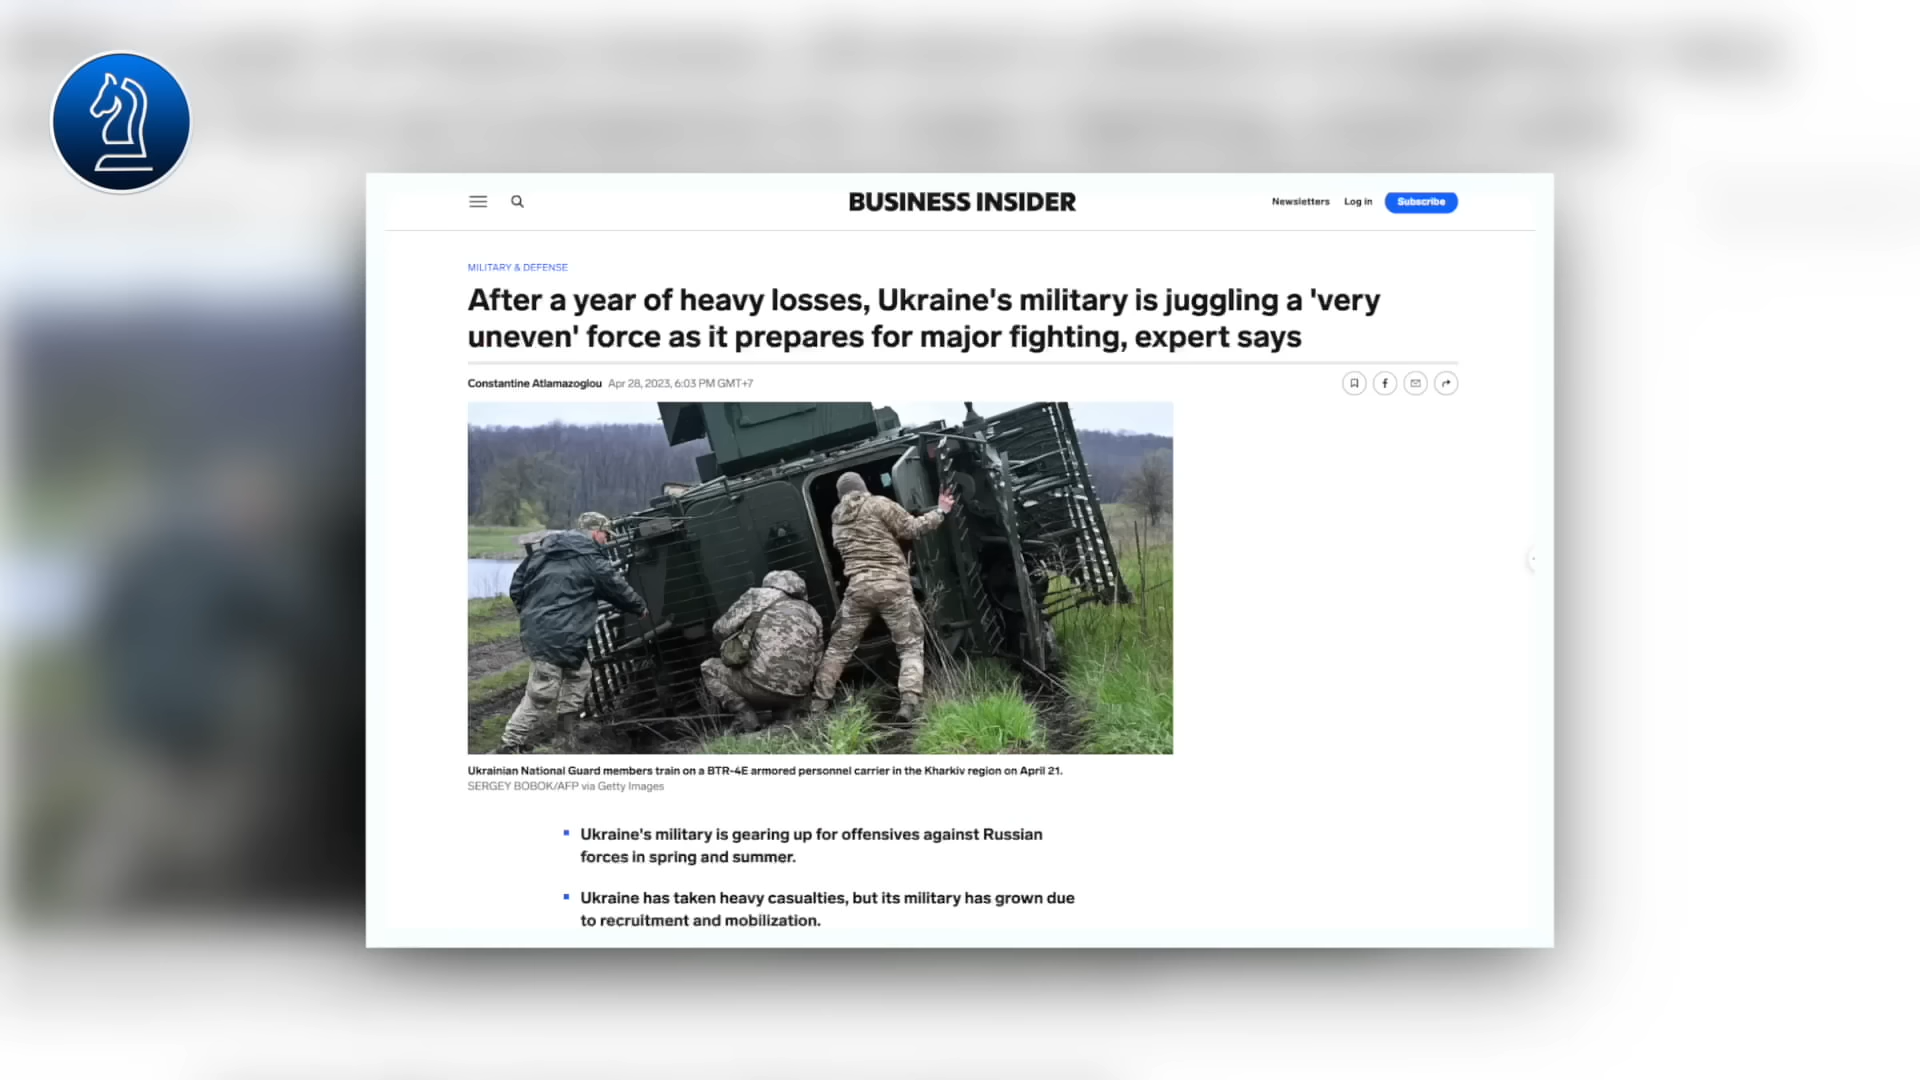 BUSINESS INSIDER
Newsletters Log in Subscribe
MILITARY & DEFENSE
After a year of heavy losses, Ukraine's military is juggling a 'very
uneven' force as it prepares for major fighting, expert says
Constantine Atlamazoglou Apr 28, 2023, 6:03 PM GMT+7
Ukrainian National Guard members train on a BTR-4E armored personnel carrier in the Kharkiv region on April 21.
SERGEY BOBOK/AFP via Getty Images
Ukraine's military is gearing up for offensives against Russian
forces in spring and summer.
Ukraine has taken heavy casualties, but its military has grown due
to recruitment and mobilization.